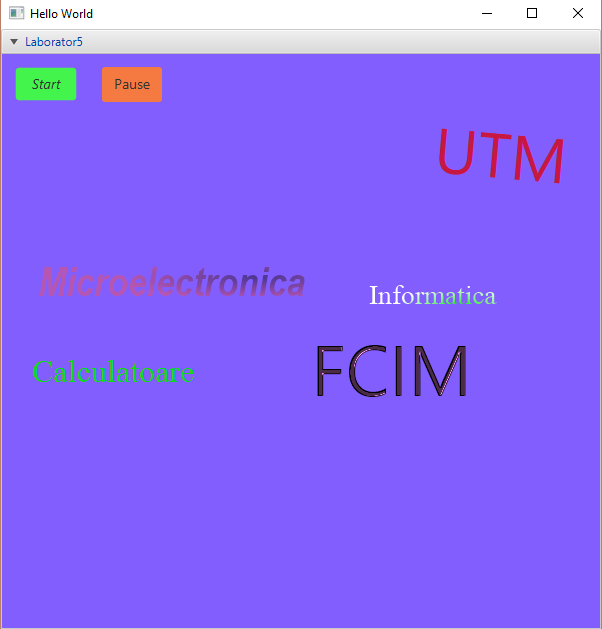 Hello World
Laborator5
Start Pause
UTM
Microelectronica
Informatica
Calculatoare
FCIM